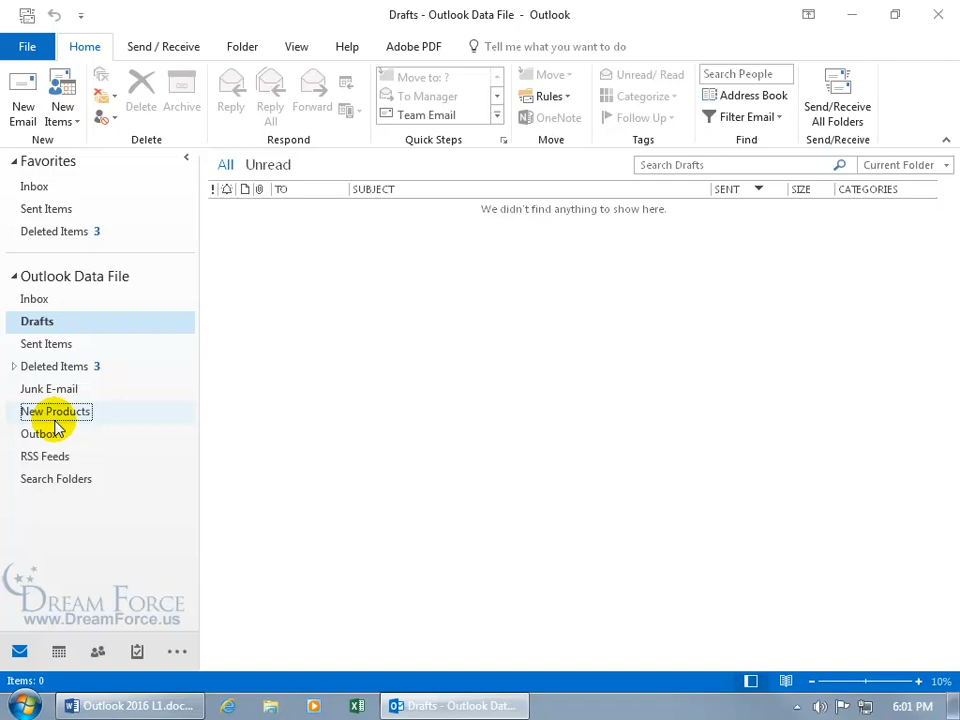 Drafts - Outlook Data File - Outlook
File Home Send / Receive Folder View Help Adobe PDF Tell me what you want to do
New Email
New Items
Delete Archive
Reply Reply All Forward
Move to: ?
To Manager
Team Email
Move
Rules
OneNote
Unread/ Read
Categorize
Follow Up
Search People
Address Book
Filter Email
Send/Receive All Folders
New Delete Respond Quick Steps Move Tags Find Send/Receive
Favorites
Inbox
Sent Items
Deleted Items 3
Outlook Data File
Inbox
Drafts
Sent Items
Deleted Items 3
Junk E-mail
New Products
Outbox
RSS Feeds
Search Folders
All Unread
Search Drafts
Current Folder
! TO SUBJECT SENT SIZE CATEGORIES
We didn't find anything to show here.
DREAM FORCE
www.DreamForce.us
Items: 0
10%
Outlook 2016 L1.doc...
Drafts - Outlook Dat...
6:01 PM